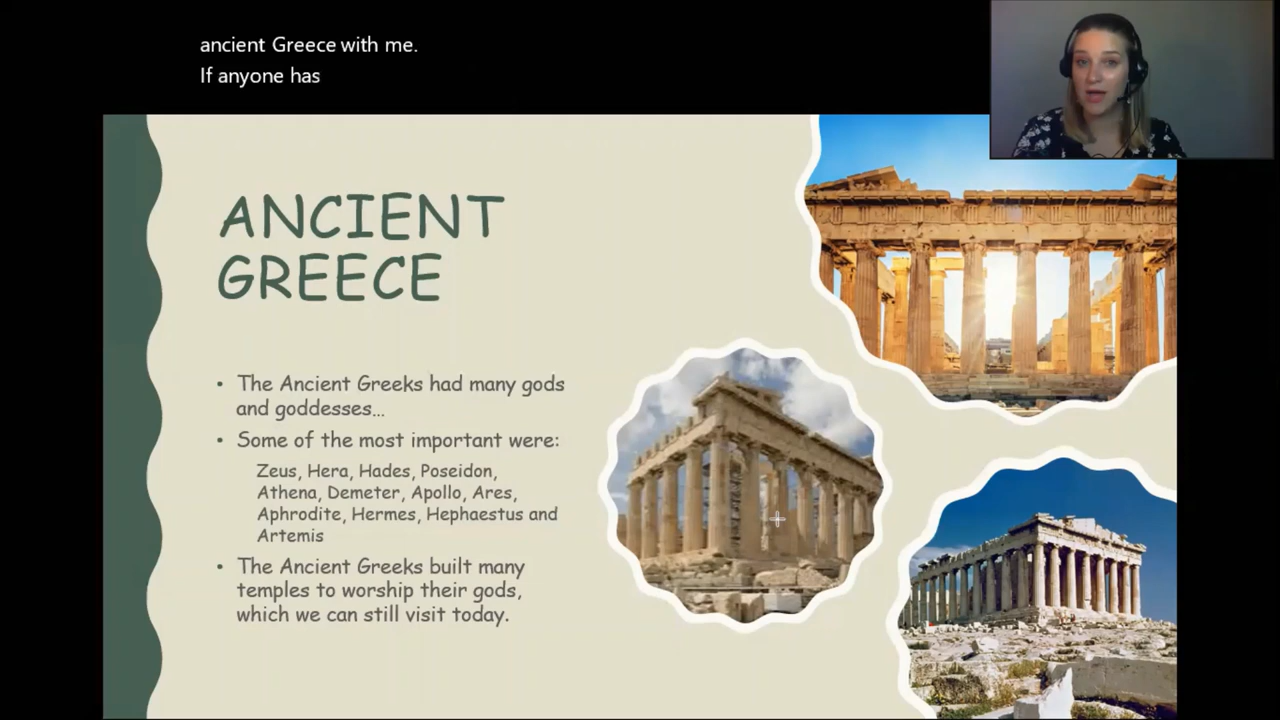 ancient Greece with me.
If anyone has
ANCIENT
GREECE
• The Ancient Greeks had many gods
and goddesses…
• Some of the most important were:
Zeus, Hera, Hades, Poseidon,
Athena, Demeter, Apollo, Ares,
Aphrodite, Hermes, Hephaestus and
Artemis
• The Ancient Greeks built many
temples to worship their gods,
which we can still visit today.